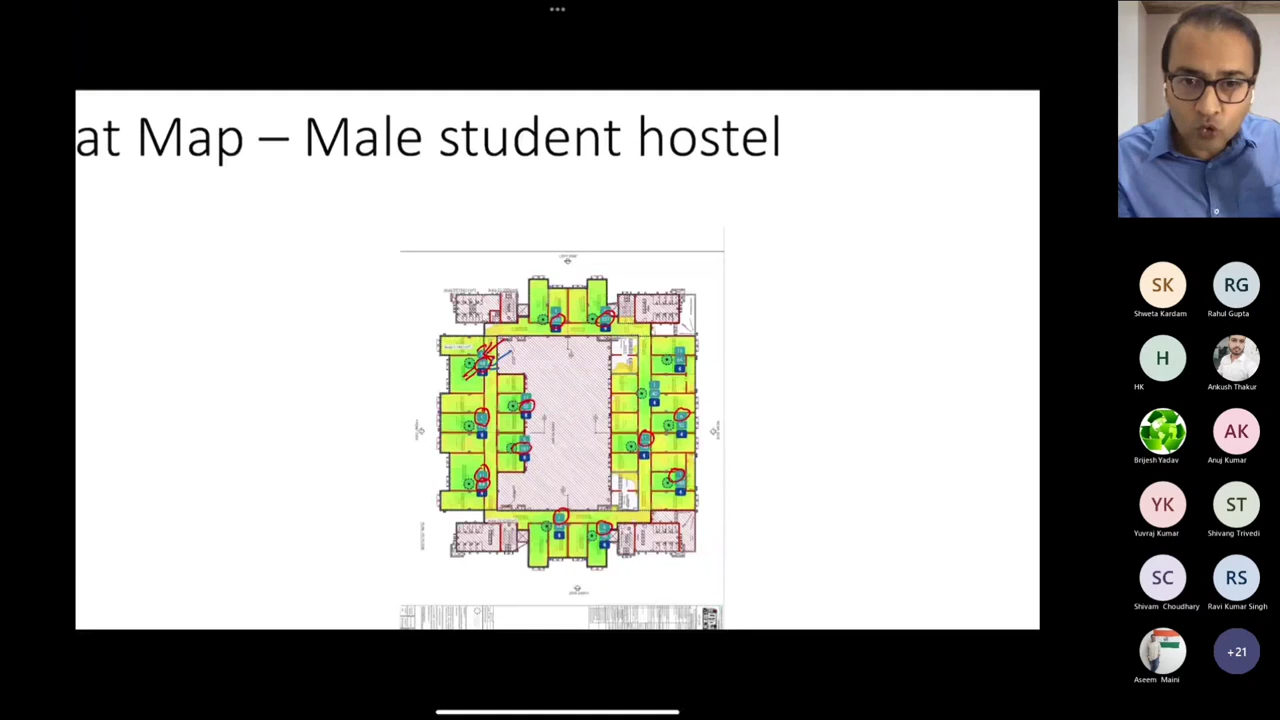 at Map – Male student hostel
SK
RG
Shweta Kardam
Rahul Gupta
H
HK
Ankush Thakur
AK
Brijesh Yadav
Anuj Kumar
YK
ST
Yuvraj Kumar
Shivang Trivedi
SC
RS
Shivam Choudhary
Ravi Kumar Singh
+21
Aseem Maini